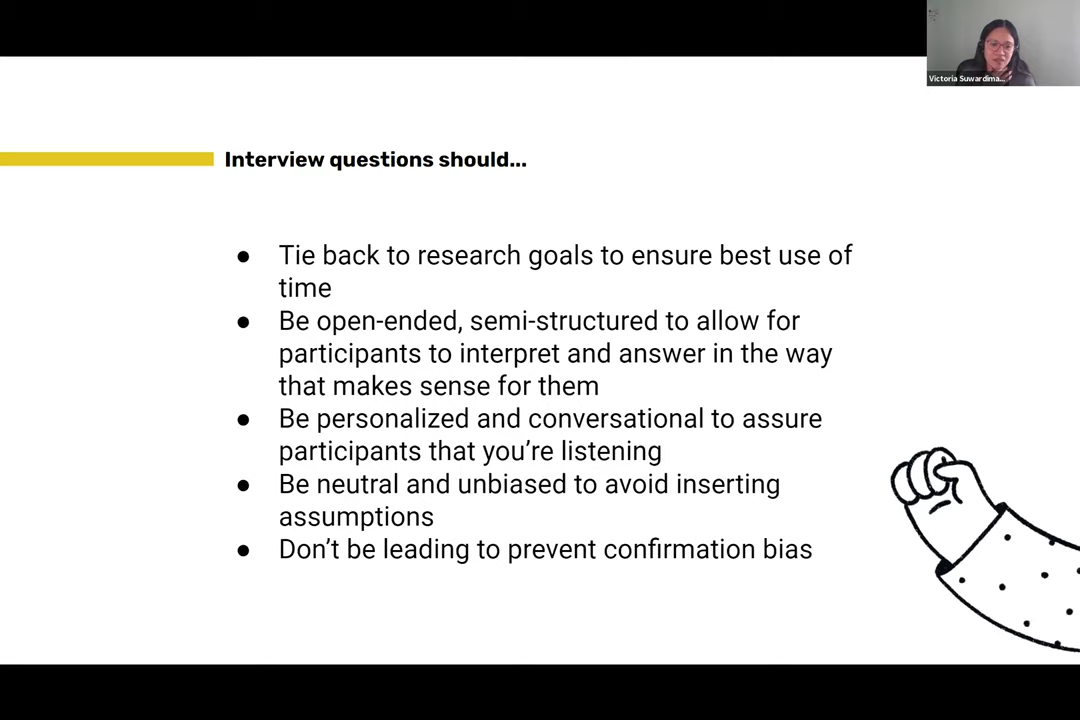 Victoria Suwardima...
Interview questions should...
● Tie back to research goals to ensure best use of
time
● Be open-ended, semi-structured to allow for
participants to interpret and answer in the way
that makes sense for them
● Be personalized and conversational to assure
participants that you’re listening
● Be neutral and unbiased to avoid inserting
assumptions
● Don’t be leading to prevent confirmation bias